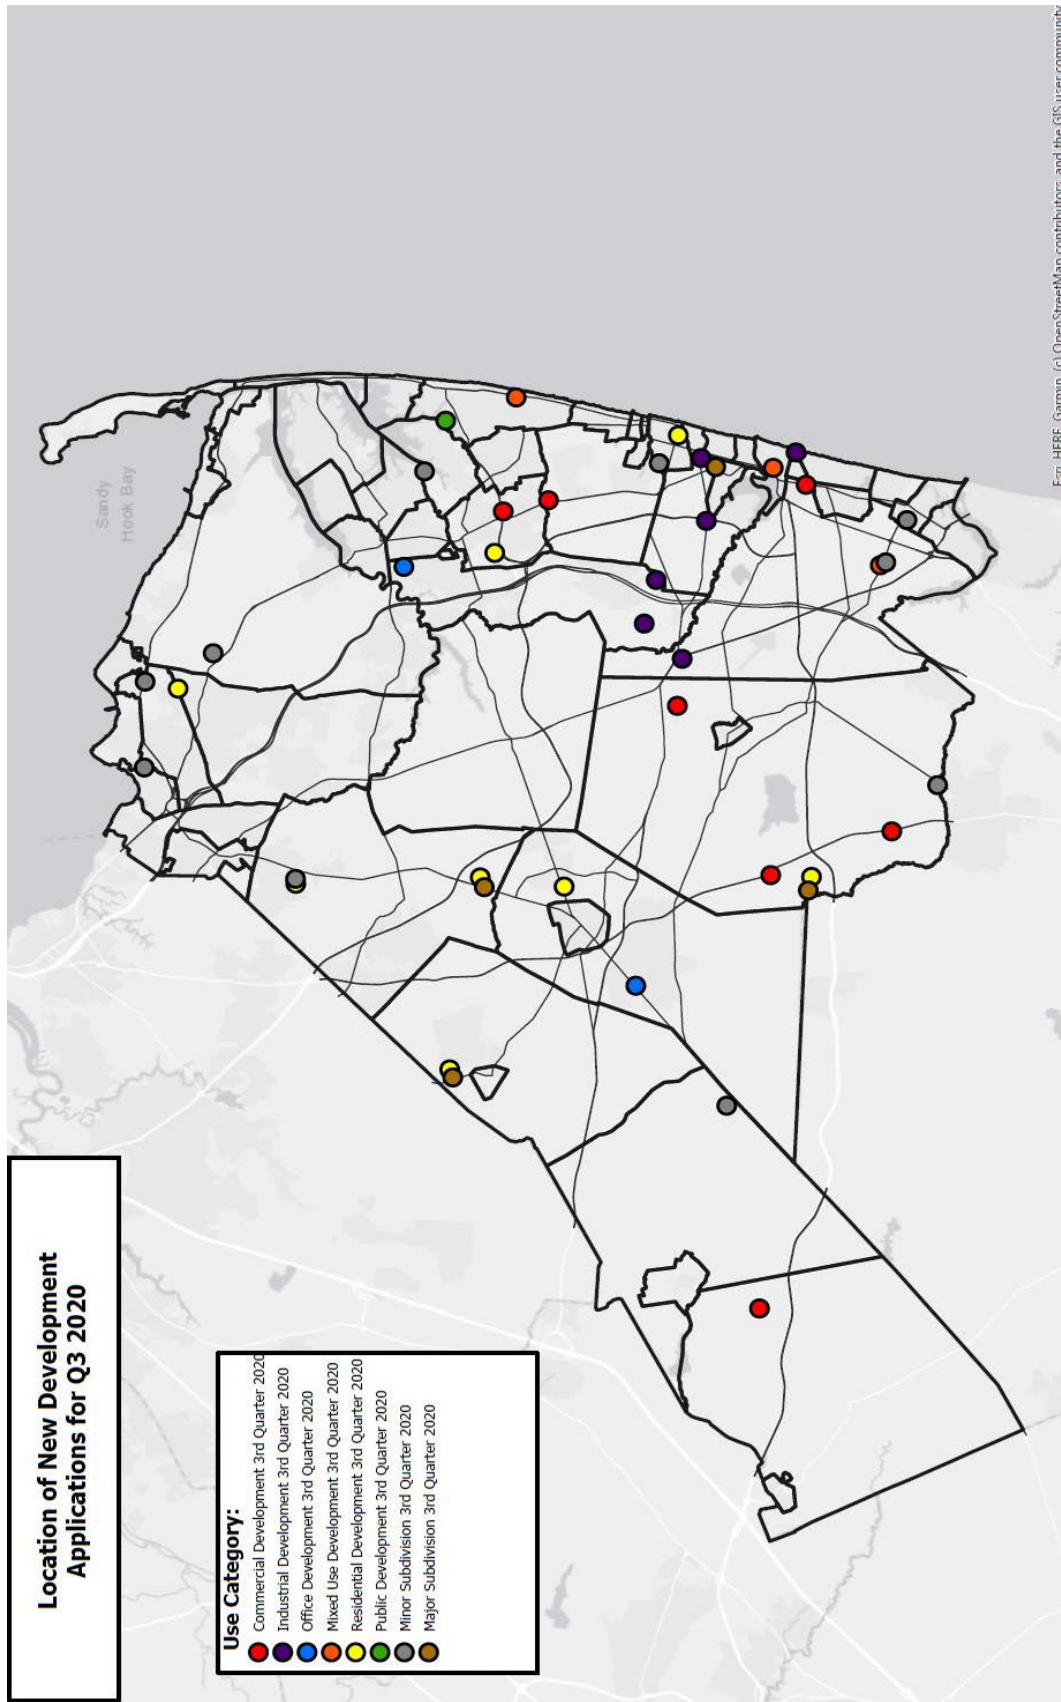 Location of New Development
Applications for Q3 2020
Use Category:
Commercial Development 3rd Quarter 2020
Industrial Development 3rd Quarter 2020
Office Development 3rd Quarter 2020
Mixed Use Development 3rd Quarter 2020
Residential Development 3rd Quarter 2020
Public Development 3rd Quarter 2020
Minor Subdivision 3rd Quarter 2020
Major Subdivision 3rd Quarter 2020
Sandy
Hook Bay
Esri, HERE, Garmin, (c) OpenStreetMap contributors, and the GIS user community